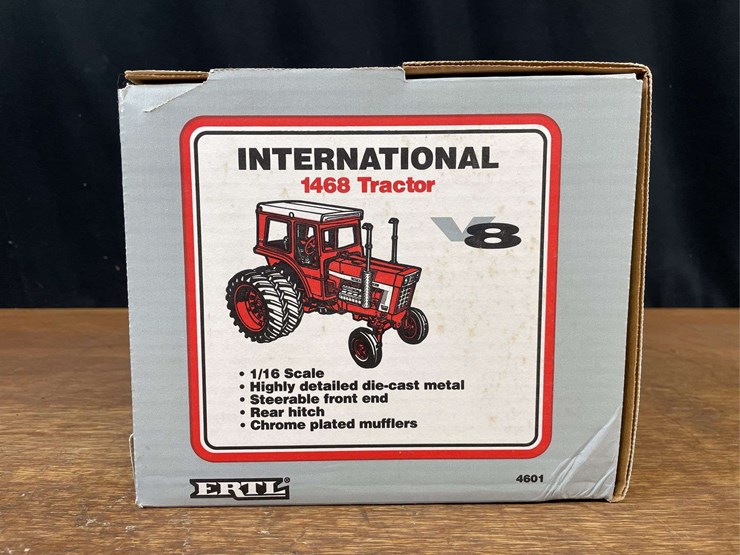 INTERNATIONAL
1468 Tractor
V8
• 1/16 Scale
• Highly detailed die-cast metal
• Steerable front end
• Rear hitch
• Chrome plated mufflers
ERTL®
4601